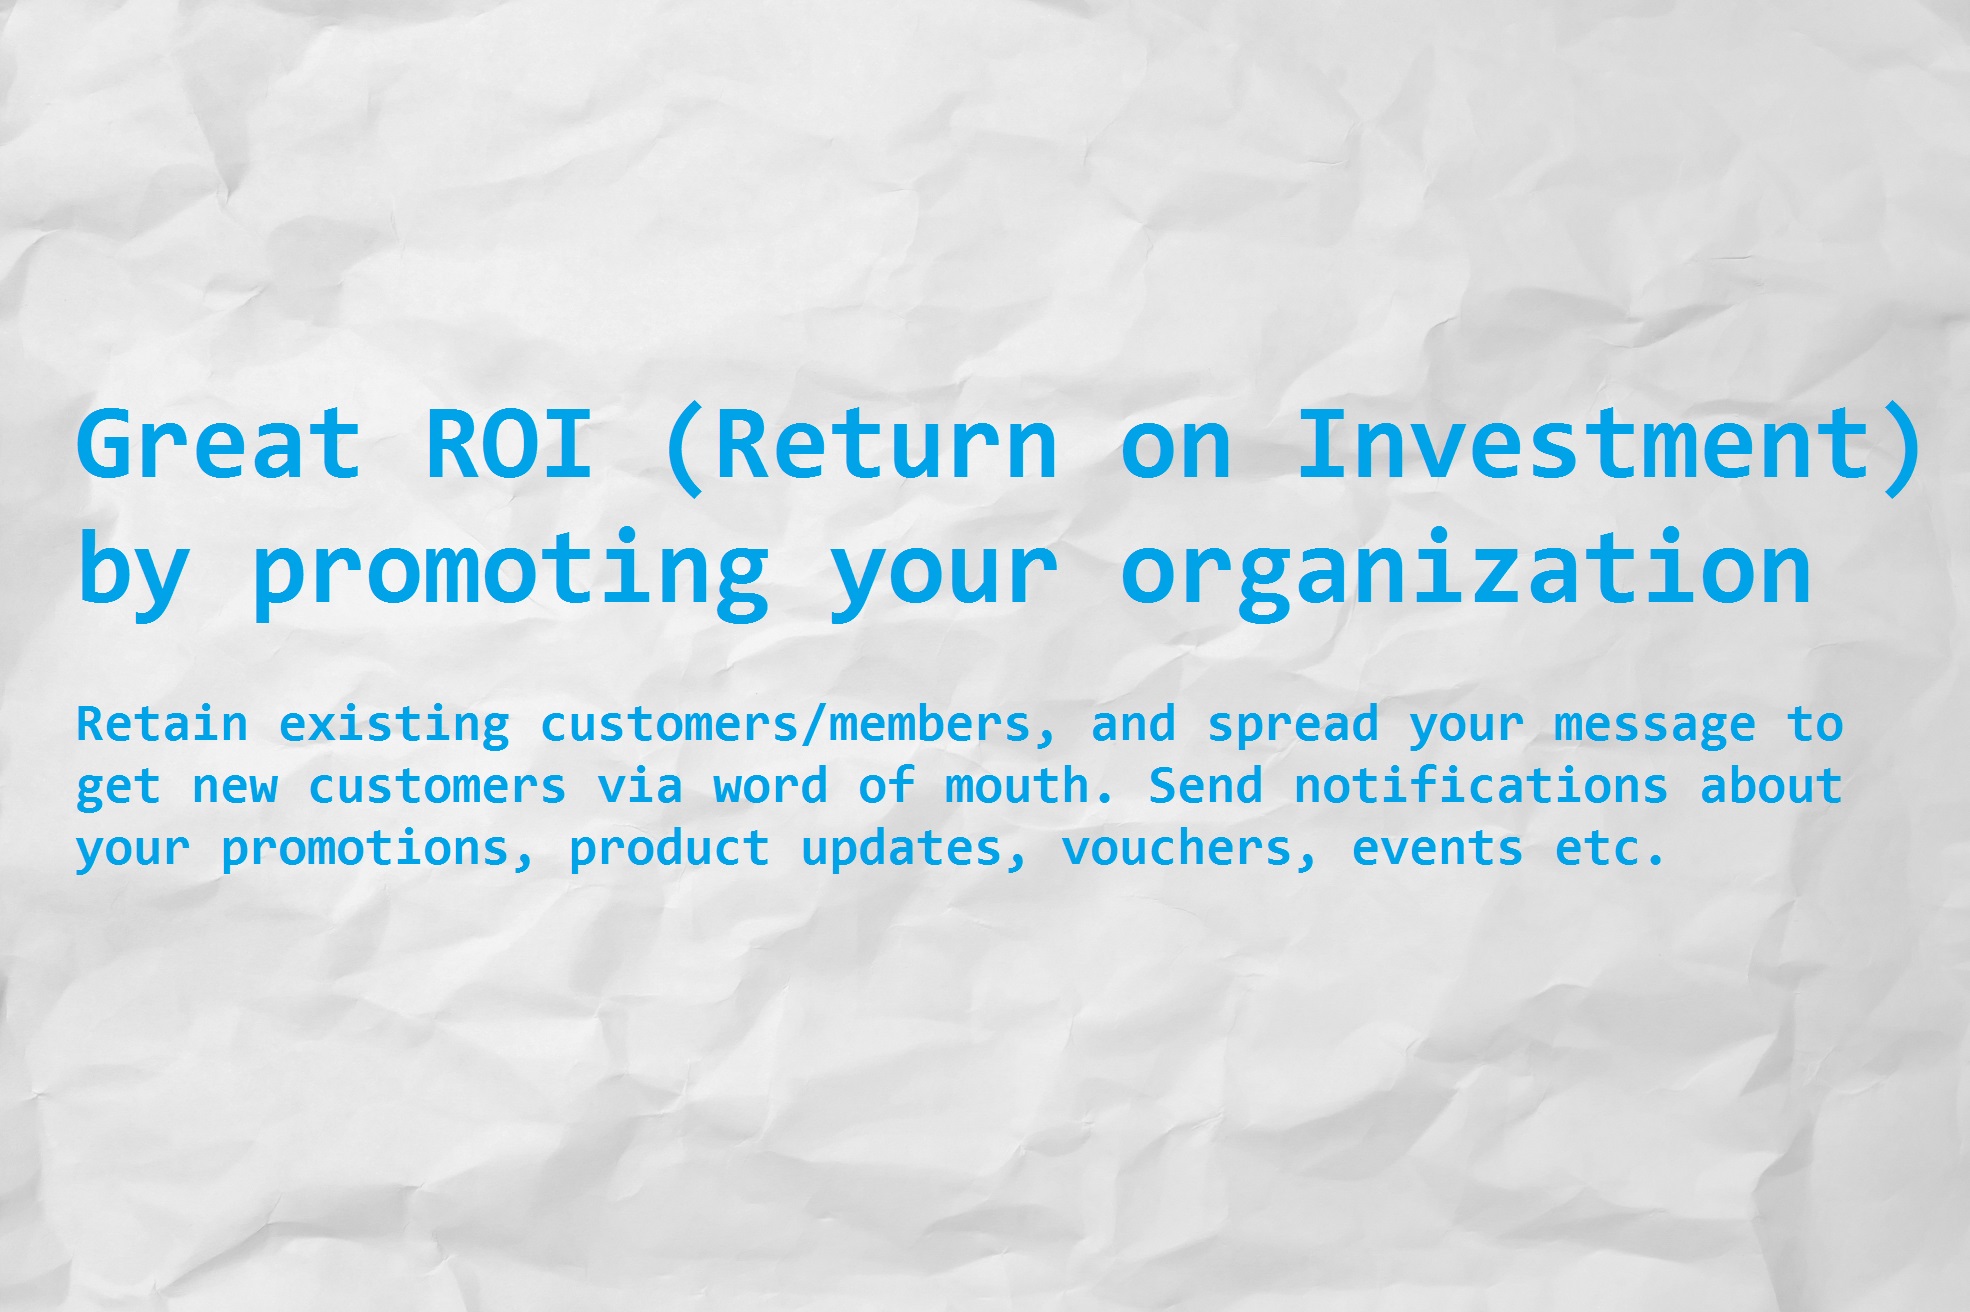 Great ROI (Return on Investment)
by promoting your organization
Retain existing customers/members, and spread your message to
get new customers via word of mouth. Send notifications about
your promotions, product updates, vouchers, events etc.